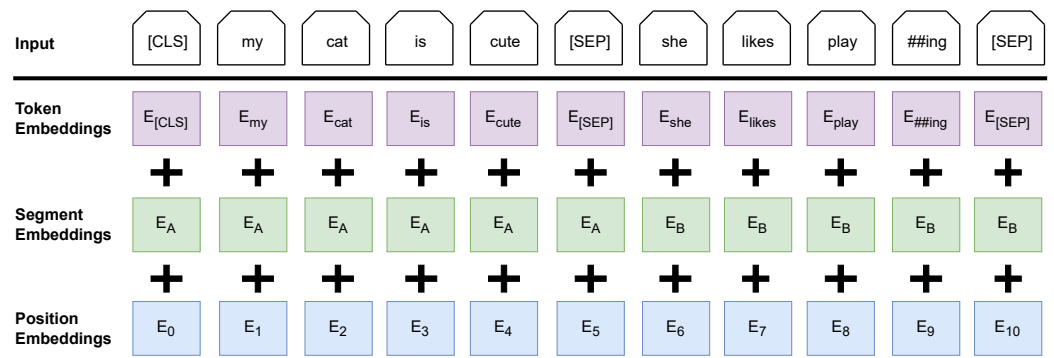 Input [CLS] my cat is cute [SEP] she likes play ##ing [SEP]
Token Embeddings E[CLS] Emy Ecat Eis Ecute E[SEP] Eshe Elikes Eplay E##ing E[SEP]
+ + + + + + + + + + +
Segment Embeddings EA EA EA EA EA EA EB EB EB EB EB
+ + + + + + + + + + +
Position Embeddings E0 E1 E2 E3 E4 E5 E6 E7 E8 E9 E10